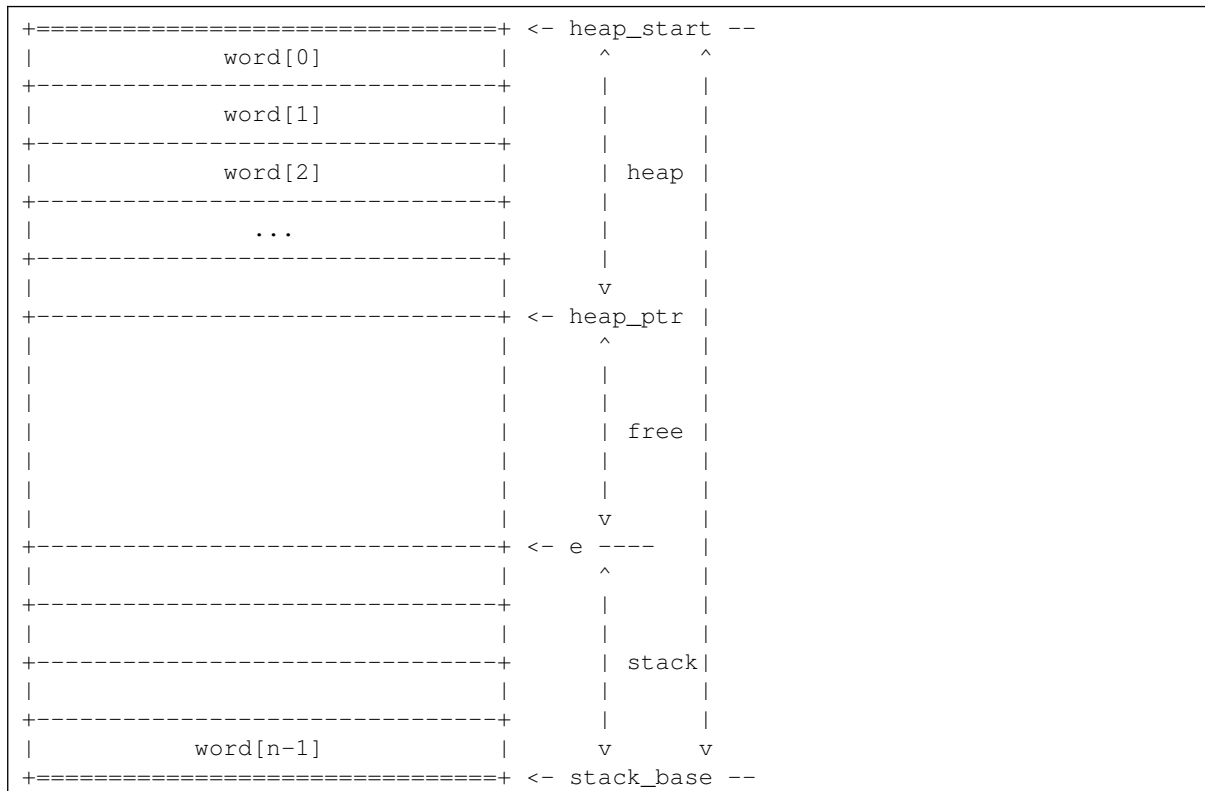 +================================+ <- heap_start --
|             word[0]            |      ^      ^
+--------------------------------+      |      |
|             word[1]            |      |      |
+--------------------------------+      |      |
|             word[2]            |      | heap |
+--------------------------------+      |      |
|               ...              |      |      |
+--------------------------------+      |      |
|                                |      v      |
+--------------------------------+ <- heap_ptr |
|                                |      ^      |
|                                |      |      |
|                                |      |      |
|                                |      | free |
|                                |      |      |
|                                |      |      |
|                                |      v      |
+--------------------------------+ <- e ----   |
|                                |      ^      |
+--------------------------------+      |      |
|                                |      |      |
+--------------------------------+      | stack|
|                                |      |      |
+--------------------------------+      |      |
|           word[n-1]            |      v      v
+================================+ <- stack_base --